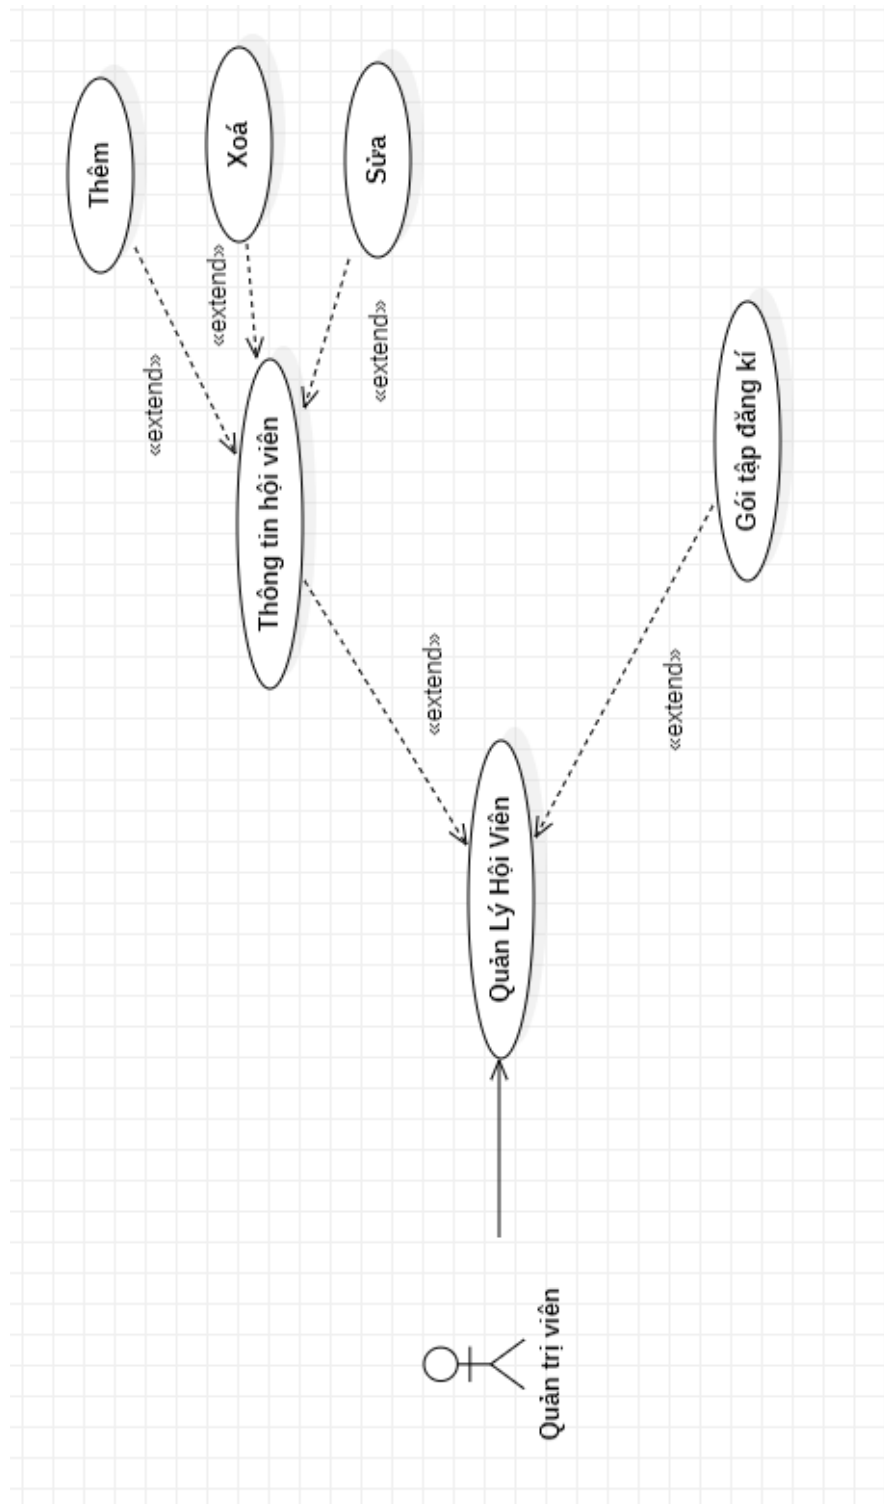 Thêm
Xoá
Sửa
«extend»
«extend»
«extend»
Thông tin hội viên
Gói tập đăng kí
«extend»
«extend»
Quản Lý Hội Viên
Quản trị viên